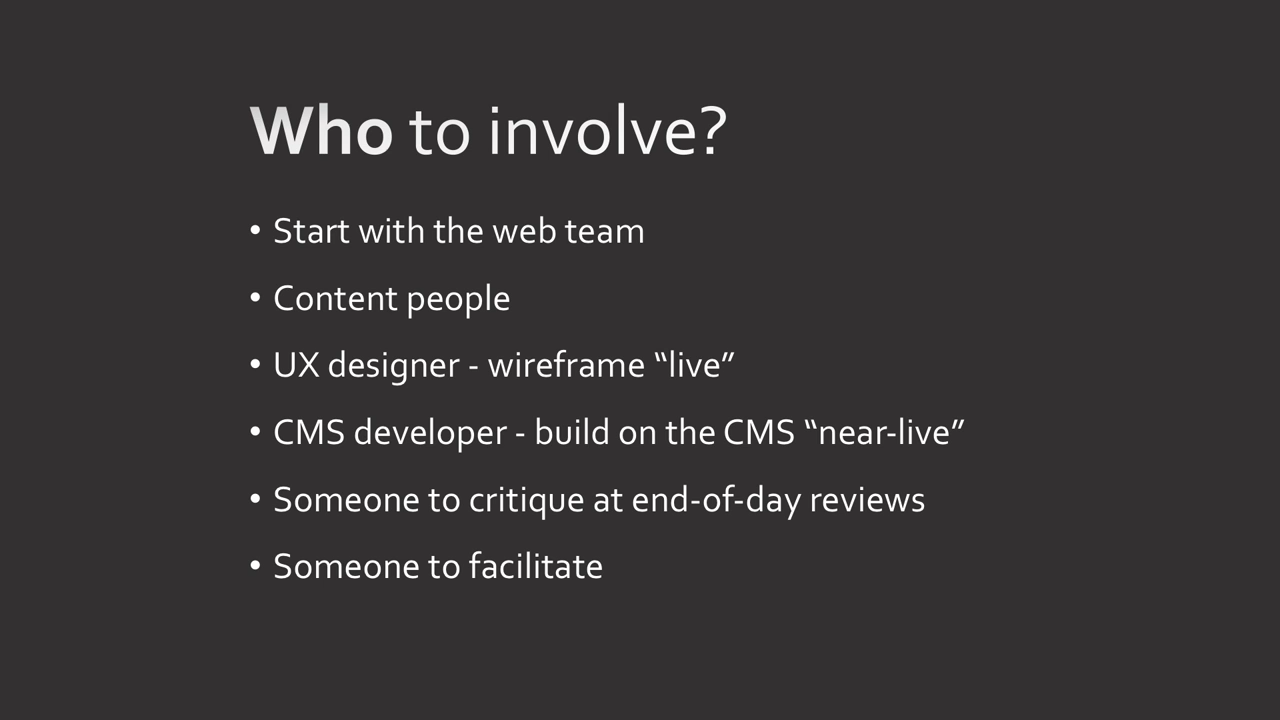 Who to involve?
• Start with the web team
• Content people
• UX designer - wireframe “live”
• CMS developer - build on the CMS “near-live”
• Someone to critique at end-of-day reviews
• Someone to facilitate